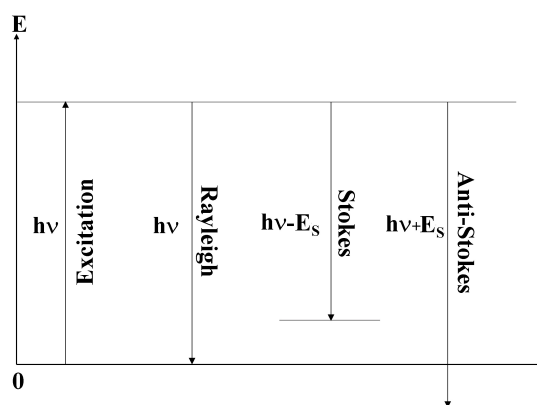 E
hν
Excitation
hν
Rayleigh
hν-E_S
Stokes
hν+E_S
Anti-Stokes
0